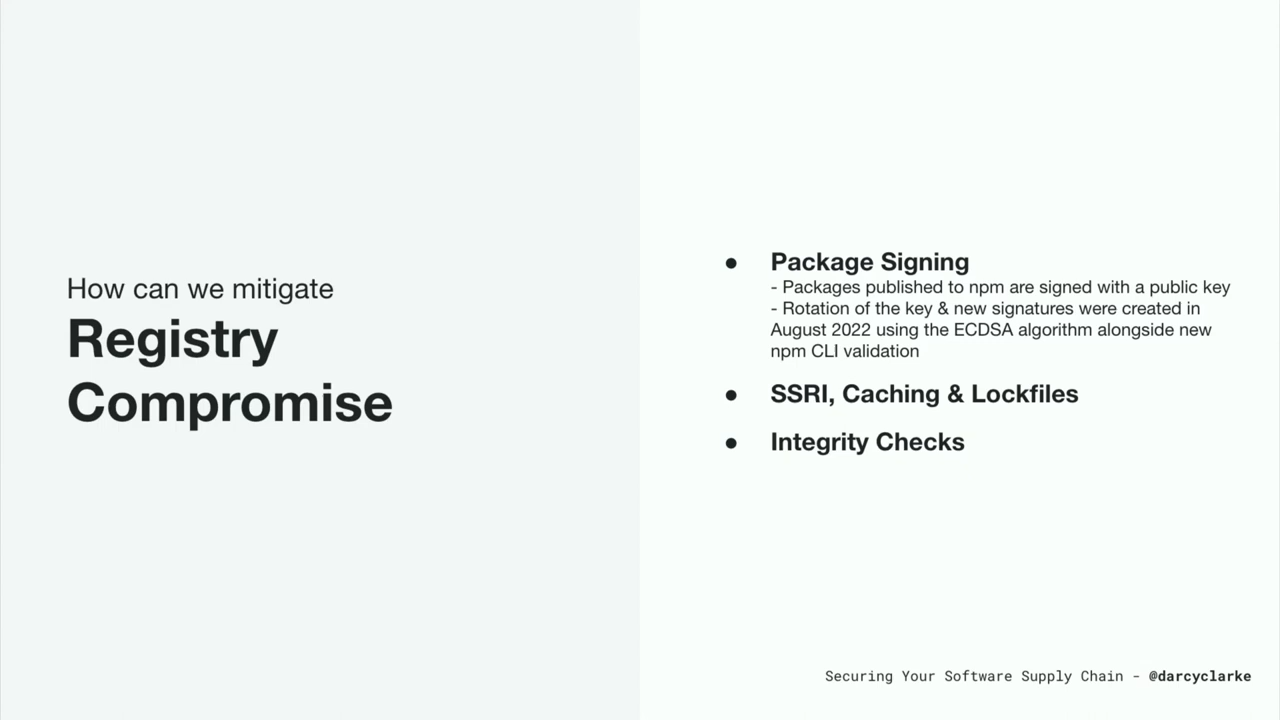 How can we mitigate
Registry
Compromise
● Package Signing
- Packages published to npm are signed with a public key
- Rotation of the key & new signatures were created in
August 2022 using the ECDSA algorithm alongside new
npm CLI validation
● SSRI, Caching & Lockfiles
● Integrity Checks
Securing Your Software Supply Chain - @darcyclarke